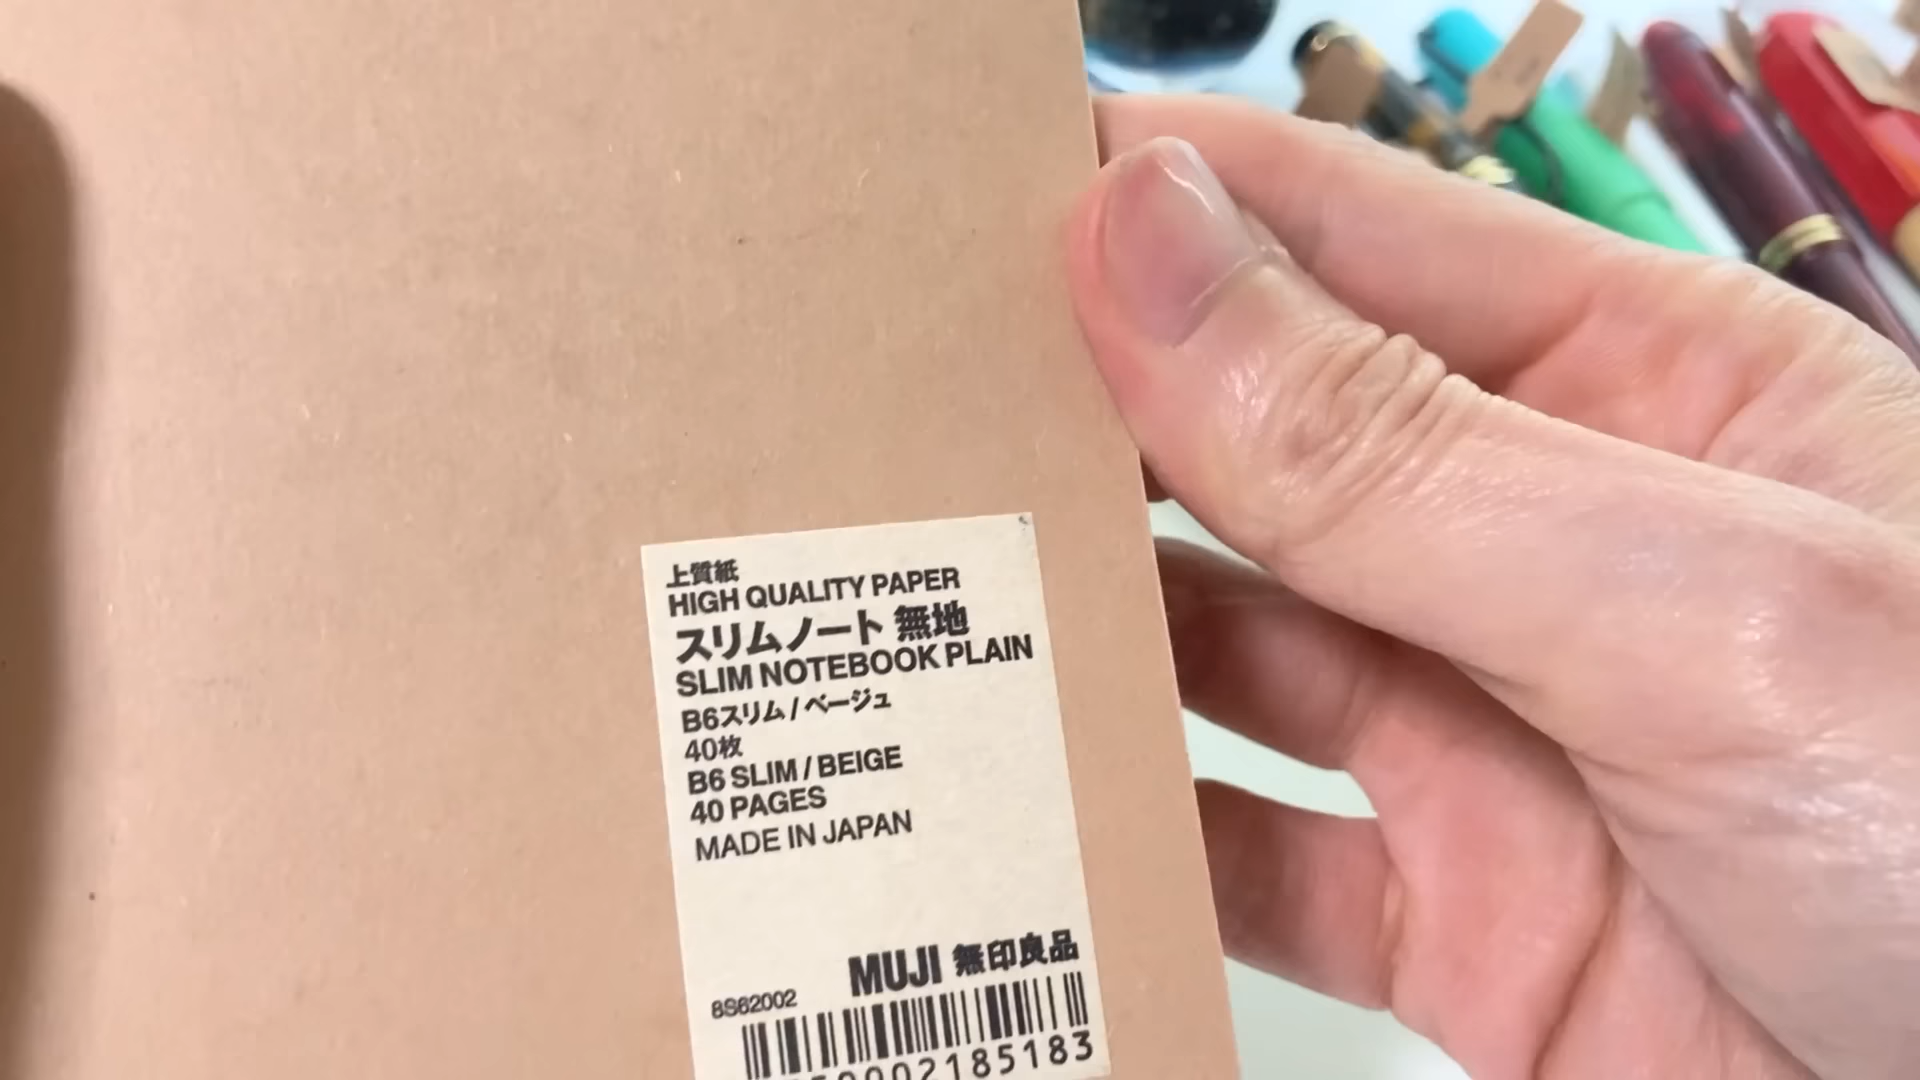 上質紙
HIGH QUALITY PAPER
スリムノート 無地
SLIM NOTEBOOK PLAIN
B6スリム / ベージュ
40枚
B6 SLIM / BEIGE
40 PAGES
MADE IN JAPAN
MUJI 無印良品
8S62002
2185183